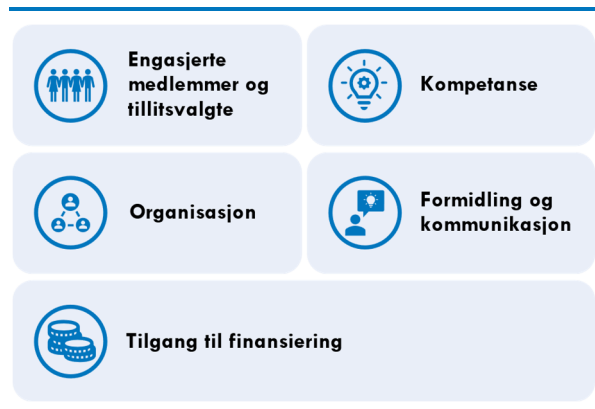 Engasjerte
medlemmer og
tillitsvalgte
Kompetanse
Organisasjon
Formidling og
kommunikasjon
Tilgang til finansiering